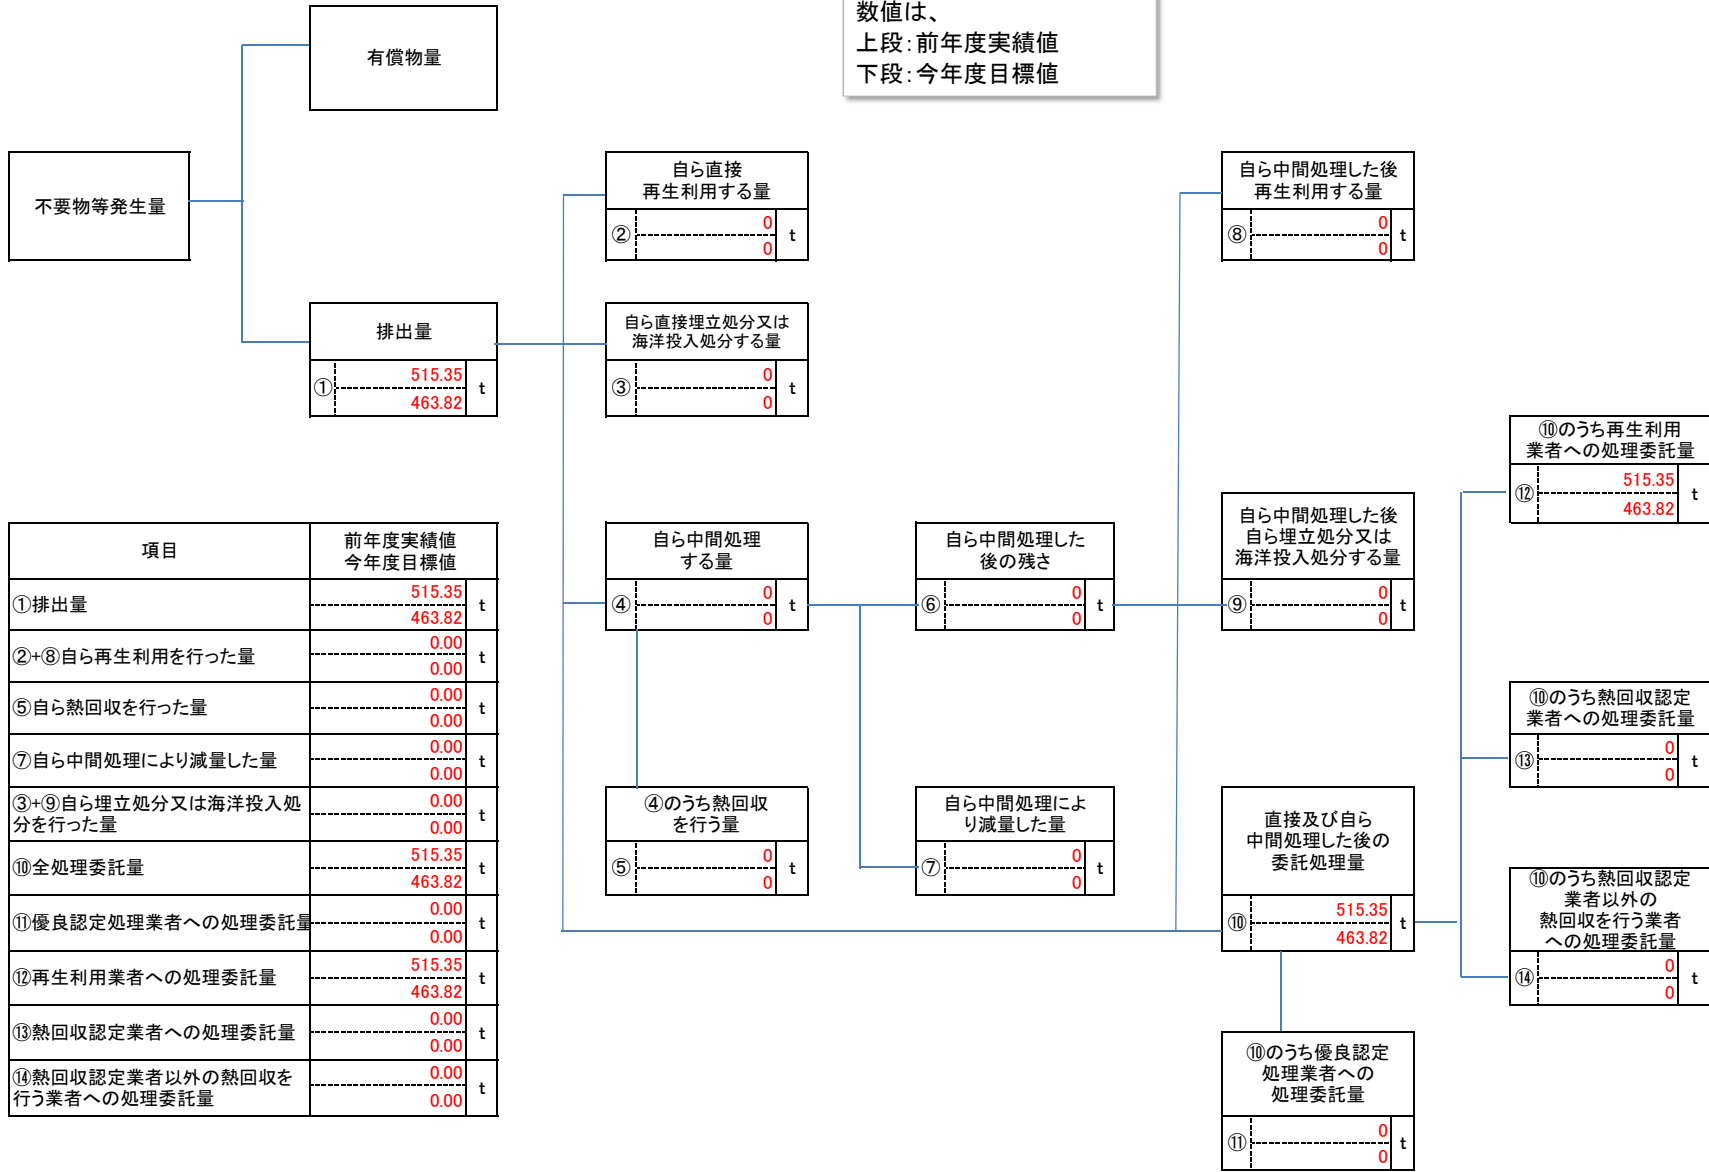 数値は、
上段：前年度実績値
下段：今年度目標値
有償物量
不要物等発生量
排出量
①
515.35
463.82
t
自ら直接
再生利用する量
②
0
0
t
自ら直接埋立処分又は
海洋投入処分する量
③
0
0
t
自ら中間処理
する量
④
0
0
t
④のうち熱回収
を行う量
⑤
0
0
t
自ら中間処理した
後の残さ
⑥
0
0
t
自ら中間処理によ
り減量した量
⑦
0
0
t
自ら中間処理した後
再生利用する量
⑧
0
0
t
自ら中間処理した後
自ら埋立処分又は
海洋投入処分する量
⑨
0
0
t
直接及び自ら
中間処理した後の
委託処理量
⑩
515.35
463.82
t
⑩のうち優良認定
処理業者への
処理委託量
⑪
0
0
t
⑩のうち再生利用
業者への処理委託量
⑫
515.35
463.82
t
⑩のうち熱回収認定
業者への処理委託量
⑬
0
0
t
⑩のうち熱回収認定
業者以外の
熱回収を行う業者
への処理委託量
⑭
0
0
t
項目
前年度実績値
今年度目標値
①排出量
515.35
463.82
t
②+⑧自ら再生利用を行った量
0.00
0.00
t
⑤自ら熱回収を行った量
0.00
0.00
t
⑦自ら中間処理により減量した量
0.00
0.00
t
③+⑨自ら埋立処分又は海洋投入処
分を行った量
0.00
0.00
t
⑩全処理委託量
515.35
463.82
t
⑪優良認定処理業者への処理委託量
0.00
0.00
t
⑫再生利用業者への処理委託量
515.35
463.82
t
⑬熱回収認定業者への処理委託量
0.00
0.00
t
⑭熱回収認定業者以外の熱回収を
行う業者への処理委託量
0.00
0.00
t